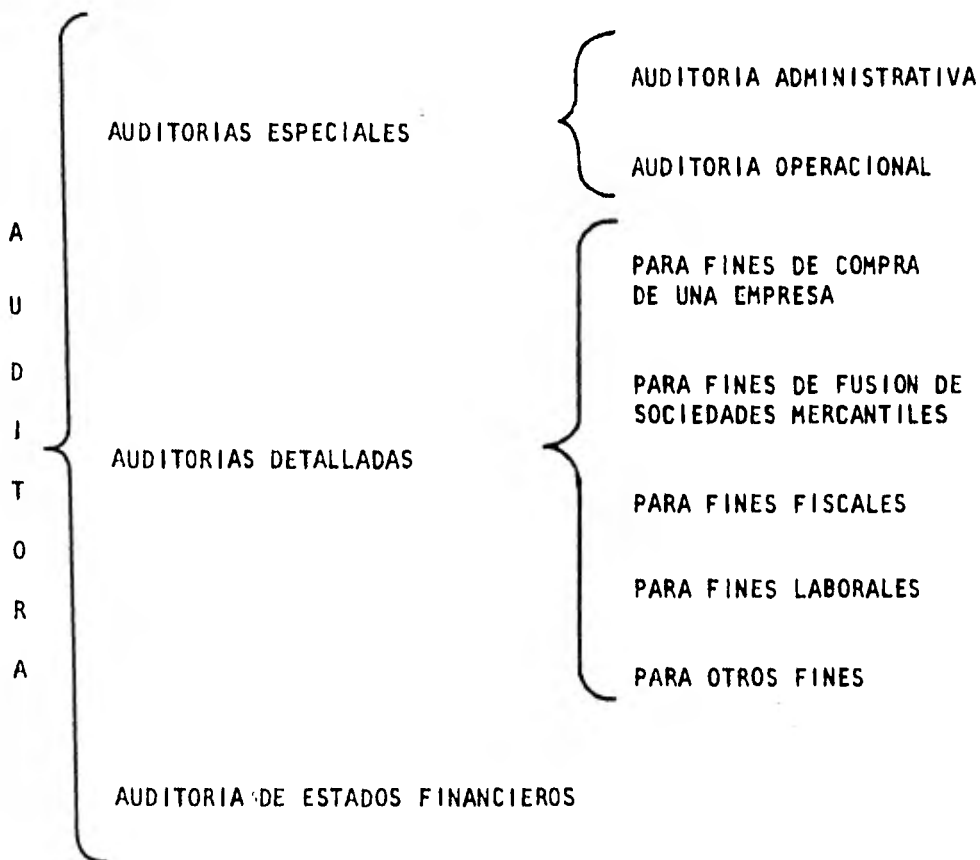 AUDITORA
AUDITORIAS ESPECIALES
AUDITORIA ADMINISTRATIVA
AUDITORIA OPERACIONAL
AUDITORIAS DETALLADAS
PARA FINES DE COMPRA
DE UNA EMPRESA
PARA FINES DE FUSION DE
SOCIEDADES MERCANTILES
PARA FINES FISCALES
PARA FINES LABORALES
PARA OTROS FINES
AUDITORIA DE ESTADOS FINANCIEROS